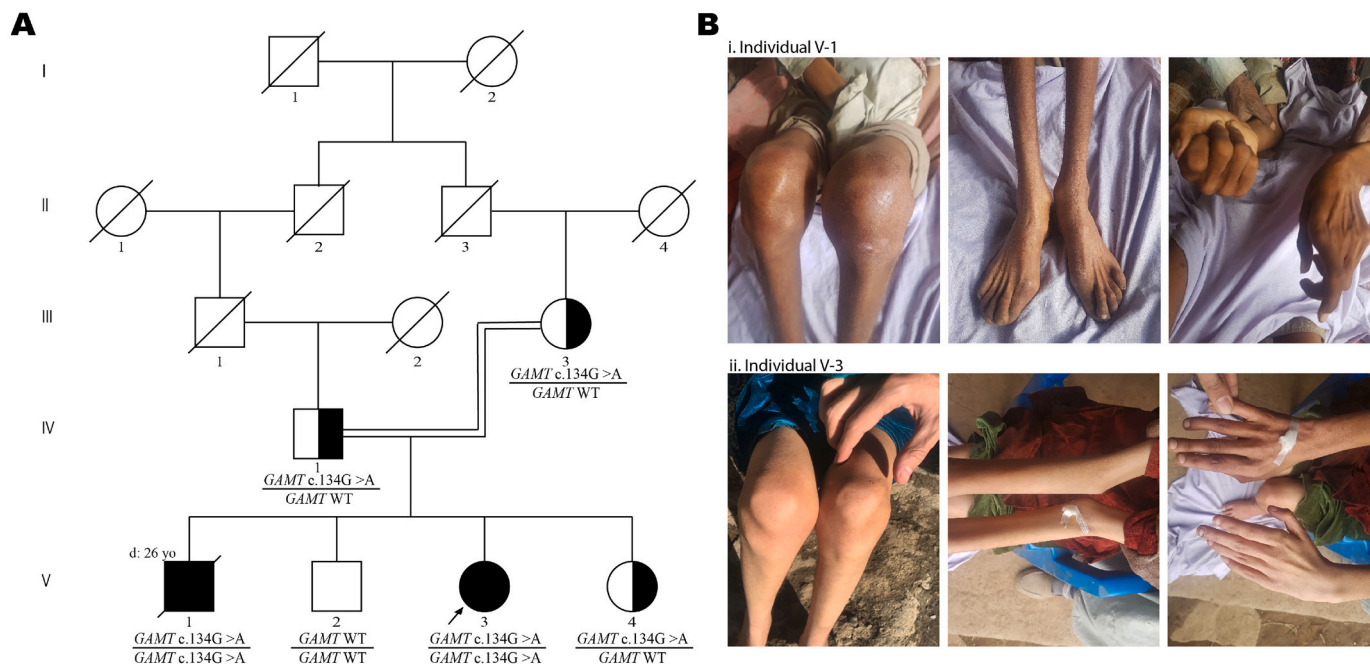 A
I
1
2
II
1
2
3
4
III
1
2
3
GAMT c.134G >A
GAMT WT
IV
1
GAMT c.134G >A
GAMT WT
V
d: 26 yo
1
GAMT c.134G >A
GAMT c.134G >A
2
GAMT WT
GAMT WT
3
GAMT c.134G >A
GAMT c.134G >A
4
GAMT c.134G >A
GAMT WT
B
i. Individual V-1
ii. Individual V-3